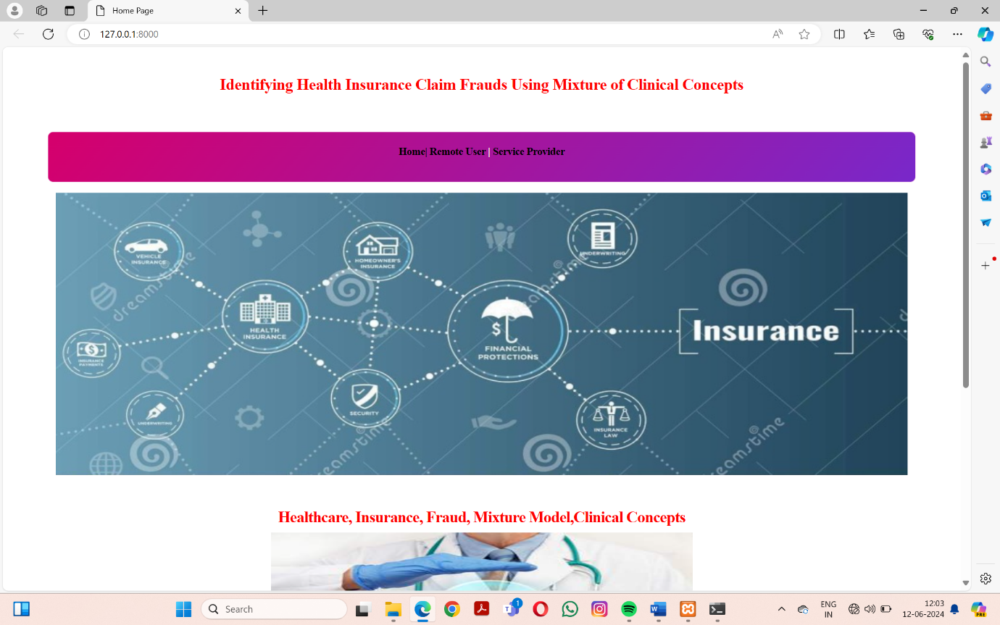 Home Page
127.0.0.1:8000
Identifying Health Insurance Claim Frauds Using Mixture of Clinical Concepts
Home| Remote User | Service Provider
VEHICLE
INSURANCE
HOMEOWNER'S
INSURANCE
UNDERWRITING
dreamstime
HEALTH
INSURANCE
$
FINANCIAL
PROTECTIONS
Insurance
INSURANCE
PAYMENTS
SECURITY
UNDERWRITING
INSURANCE
LAW
Healthcare, Insurance, Fraud, Mixture Model,Clinical Concepts
Search
1
ENG
IN
12:03
12-06-2024
PRE